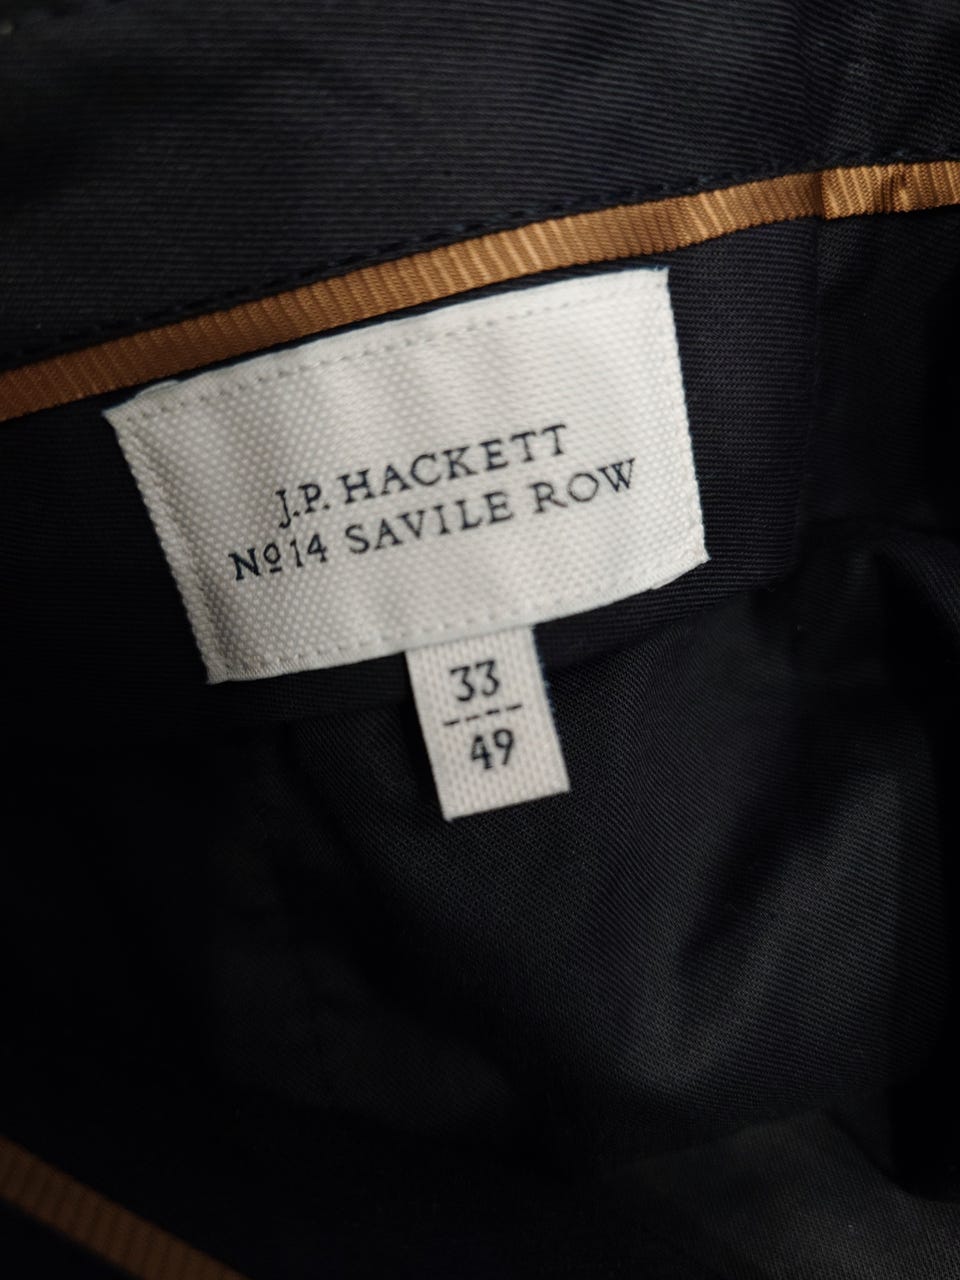 J.P. HACKETT
Nº14 SAVILE ROW
33
49